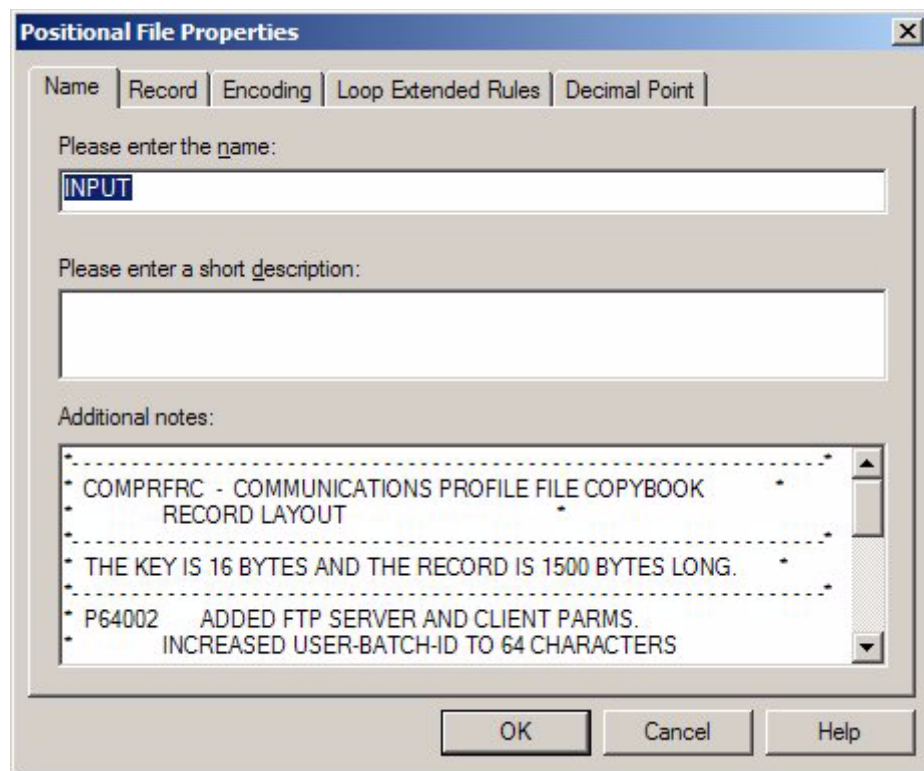 Positional File Properties
Name Record Encoding Loop Extended Rules Decimal Point
Please enter the name:
INPUT
Please enter a short description:
Additional notes:
*- - - - - - - - - - - - - - - - - - - - - - - - - - - - - - - - - - - - - - - - - - - - - - - - - - - - - - - - - - - - - - -*
* COMPRFRC - COMMUNICATIONS PROFILE FILE COPYBOOK *
* RECORD LAYOUT *
*- - - - - - - - - - - - - - - - - - - - - - - - - - - - - - - - - - - - - - - - - - - - - - - - - - - - - - - - - - - - - - -*
* THE KEY IS 16 BYTES AND THE RECORD IS 1500 BYTES LONG. *
*- - - - - - - - - - - - - - - - - - - - - - - - - - - - - - - - - - - - - - - - - - - - - - - - - - - - - - - - - - - - - - -*
* P64002 ADDED FTP SERVER AND CLIENT PARMS.
* INCREASED USER-BATCH-ID TO 64 CHARACTERS
OK Cancel Help